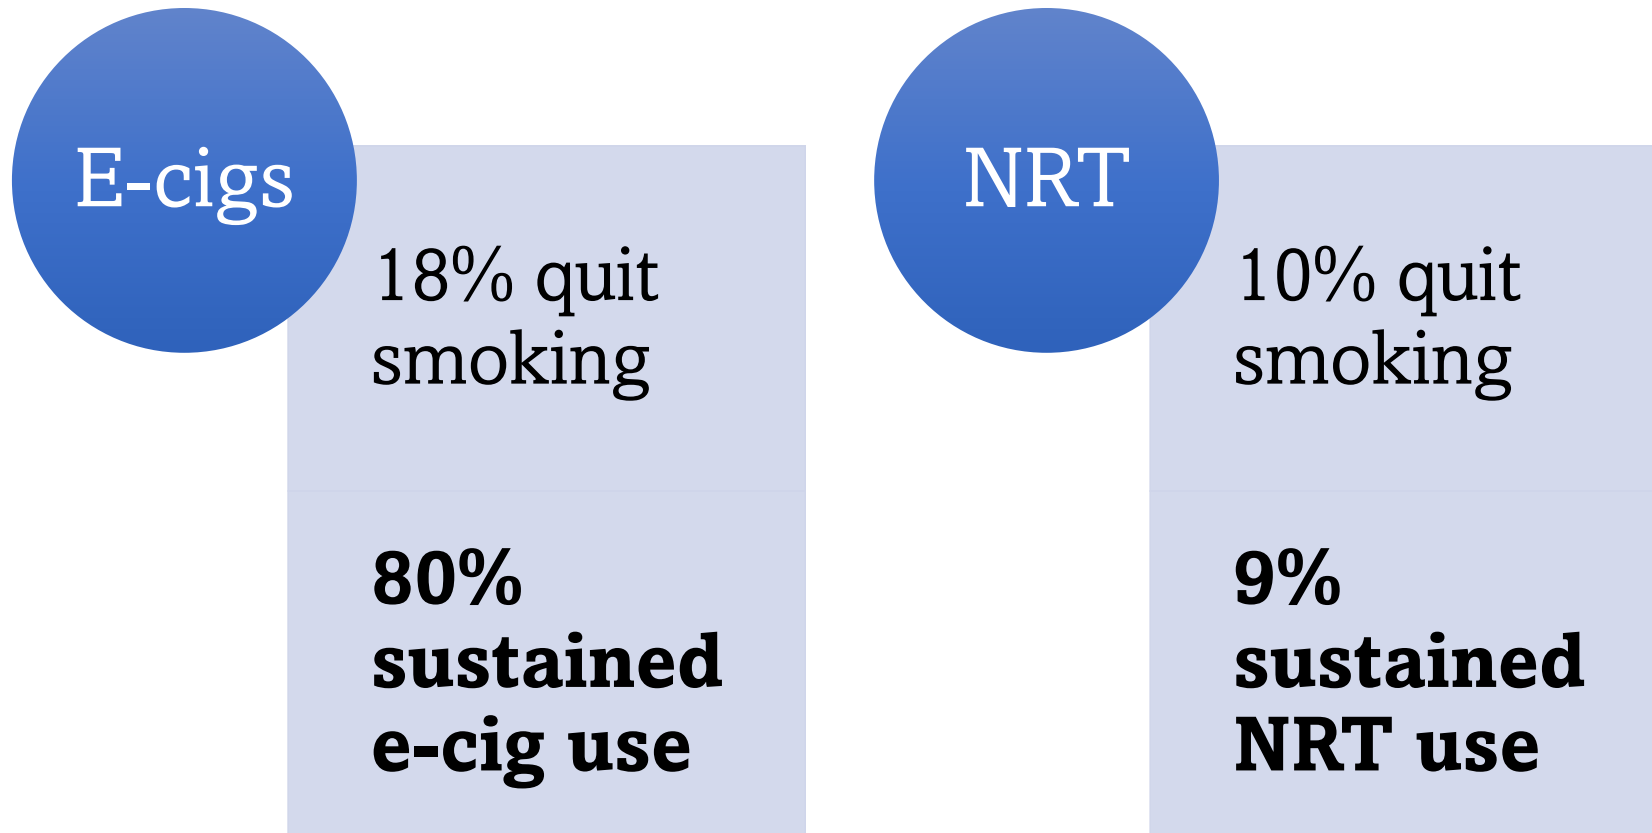 E-cigs
18% quit
smoking
80%
sustained
e-cig use
NRT
10% quit
smoking
9%
sustained
NRT use